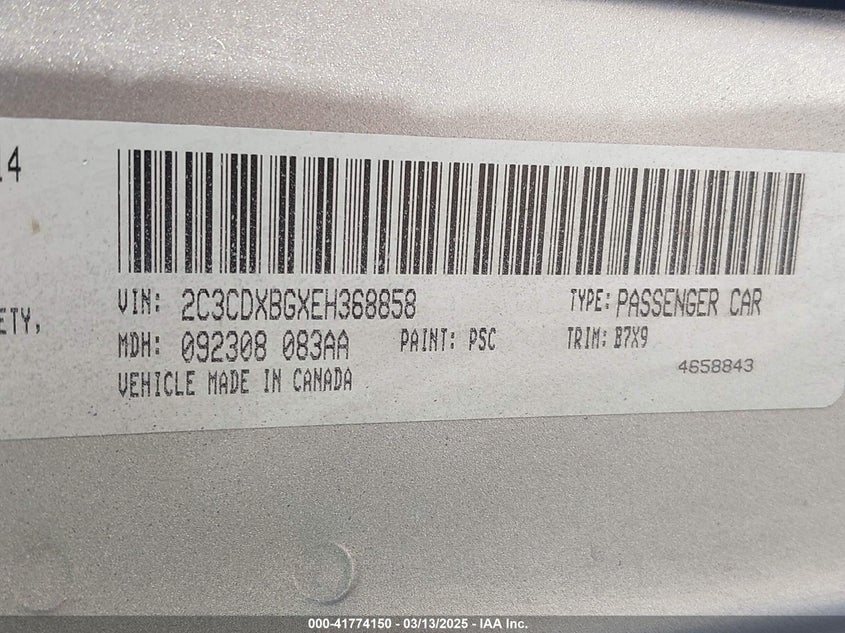 14
ETY,
VIN: 2C3CDXBGXEH368858 TYPE: PASSENGER CAR
MDH: 092308 083AA PAINT: PSC TRIM: B7X9
VEHICLE MADE IN CANADA 4658843
000-41774150 - 03/13/2025 - IAA Inc.